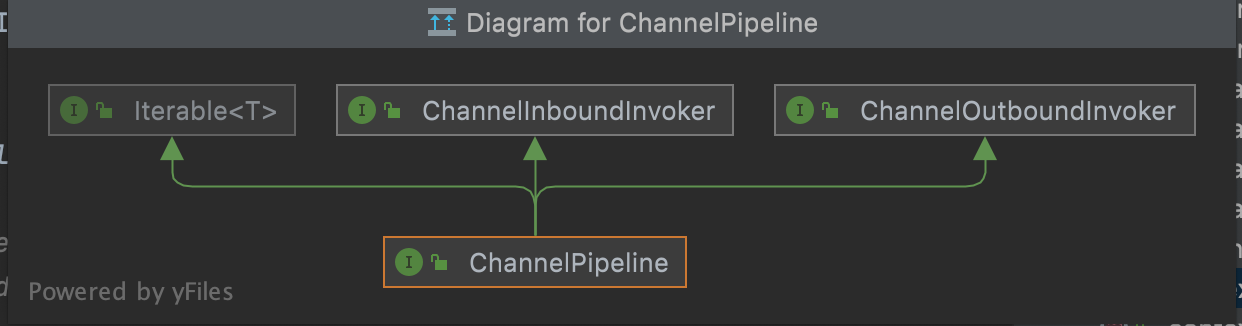 Diagram for ChannelPipeline
I Iterable<T>
I ChannelInboundInvoker
I ChannelOutboundInvoker
I ChannelPipeline
Powered by yFiles